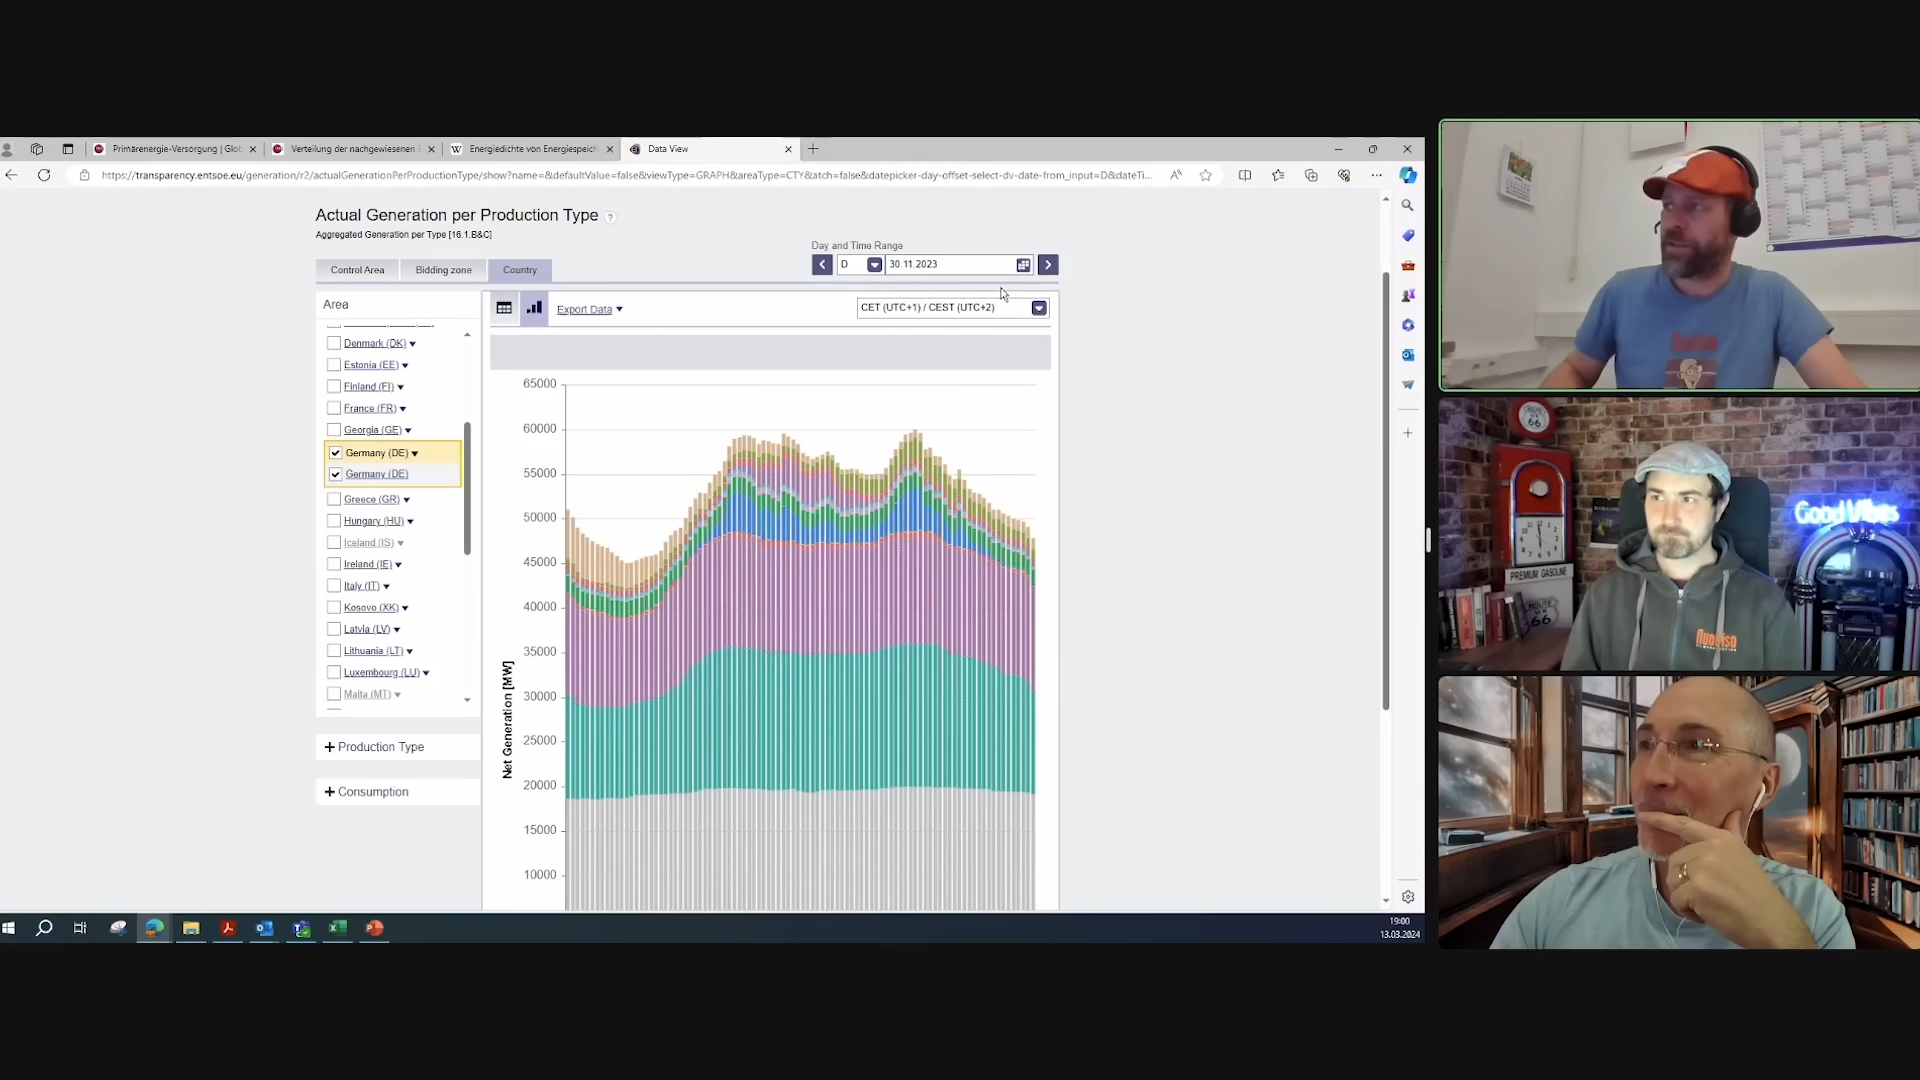 Primärenergie-Versorgung | Glo
Verteilung der nachgewiesenen
Energiedichte von Energiespeich
Data View
https://transparency.entsoe.eu/generation/r2/actualGenerationPerProductionType/show?name=&defaultValue=false&viewType=GRAPH&areaType=CTY&atch=false&datepicker-day-offset-select-dv-date-from_input=D&dateTi...
Actual Generation per Production Type ?
Aggregated Generation per Type [16.1.B&C]
Day and Time Range
D
30.11.2023
Control Area
Bidding zone
Country
Area
Export Data
CET (UTC+1) / CEST (UTC+2)
Denmark (DK)
Estonia (EE)
Finland (FI)
France (FR)
Georgia (GE)
Germany (DE)
Germany (DE)
Greece (GR)
Hungary (HU)
Iceland (IS)
Ireland (IE)
Italy (IT)
Kosovo (XK)
Latvia (LV)
Lithuania (LT)
Luxembourg (LU)
Malta (MT)
+ Production Type
+ Consumption
Net Generation [MW]
65000
60000
55000
50000
45000
40000
35000
30000
25000
20000
15000
10000
19:00
13.03.2024
ROUTE
66
PREMIUM GASOLINE
ROUTE
66
Good Vibes
Nuoviso